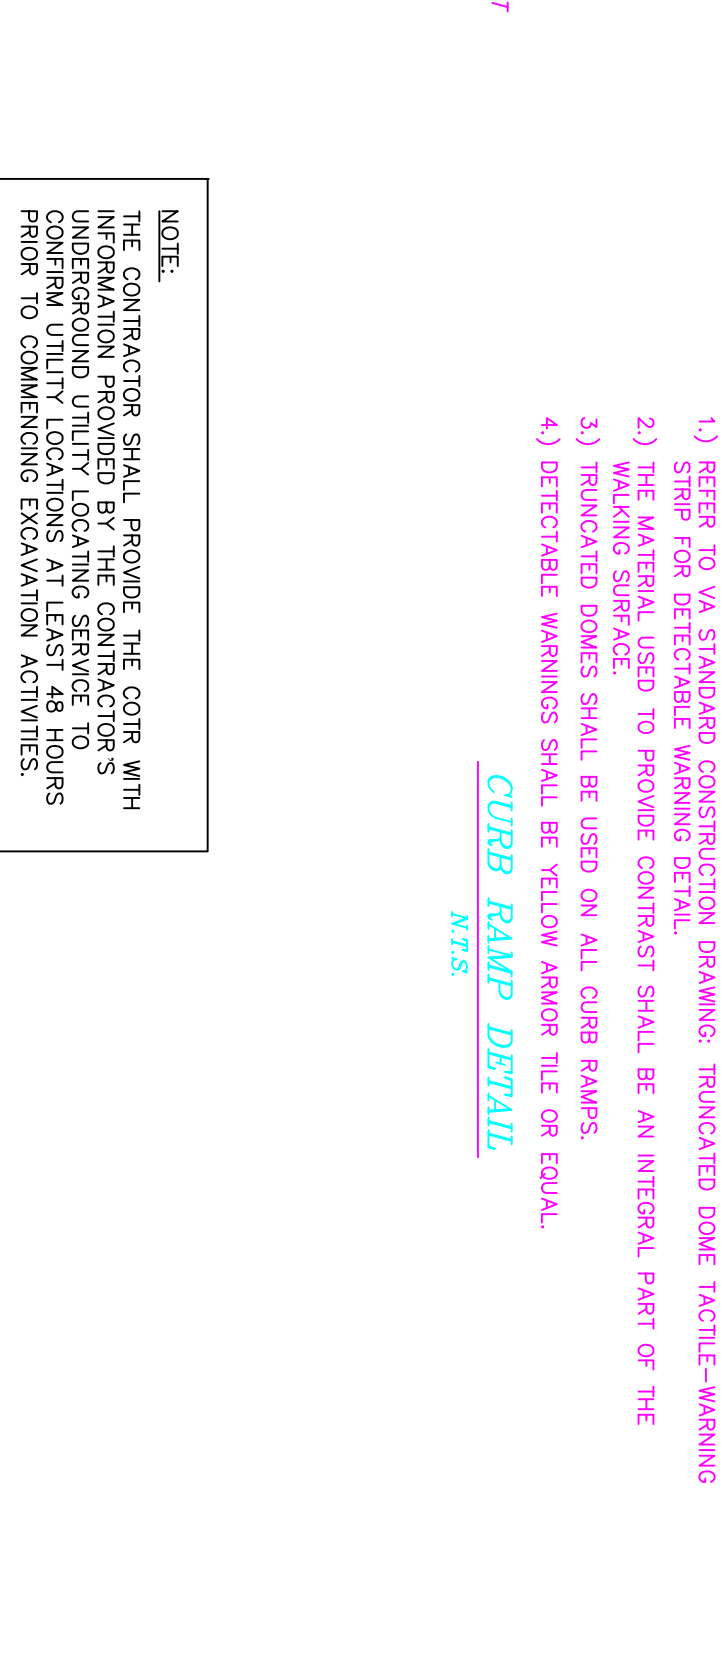 1.) REFER TO VA STANDARD CONSTRUCTION DRAWING: TRUNCATED DOME TACTILE-WARNING
STRIP FOR DETECTABLE WARNING DETAIL.
2.) THE MATERIAL USED TO PROVIDE CONTRAST SHALL BE AN INTEGRAL PART OF THE
WALKING SURFACE.
3.) TRUNCATED DOMES SHALL BE USED ON ALL CURB RAMPS.
4.) DETECTABLE WARNINGS SHALL BE YELLOW ARMOR TILE OR EQUAL.
CURB RAMP DETAIL
N.T.S.
NOTE:
THE CONTRACTOR SHALL PROVIDE THE COTR WITH
INFORMATION PROVIDED BY THE CONTRACTOR'S
UNDERGROUND UTILITY LOCATING SERVICE TO
CONFIRM UTILITY LOCATIONS AT LEAST 48 HOURS
PRIOR TO COMMENCING EXCAVATION ACTIVITIES.